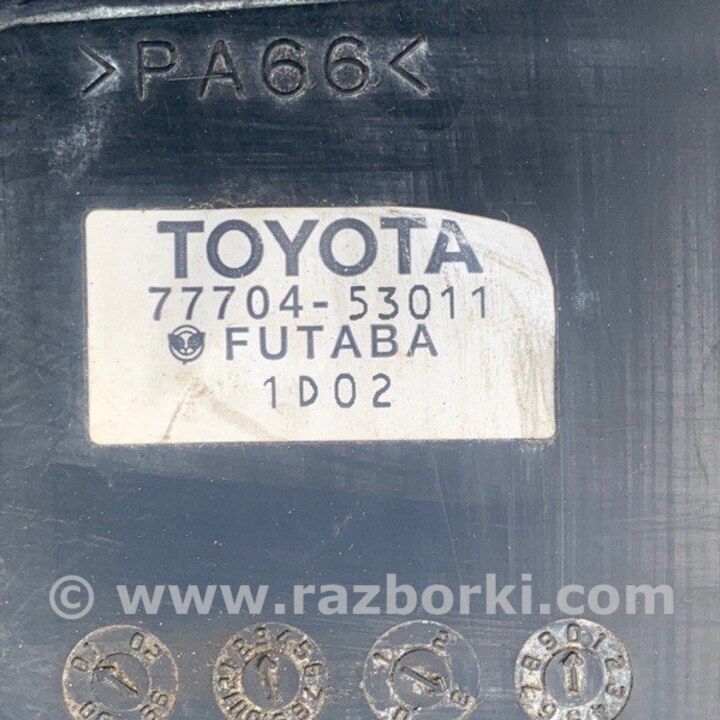 >PA66<
TOYOTA
77704-53011
FUTABA
1D02
© www.razborki.com